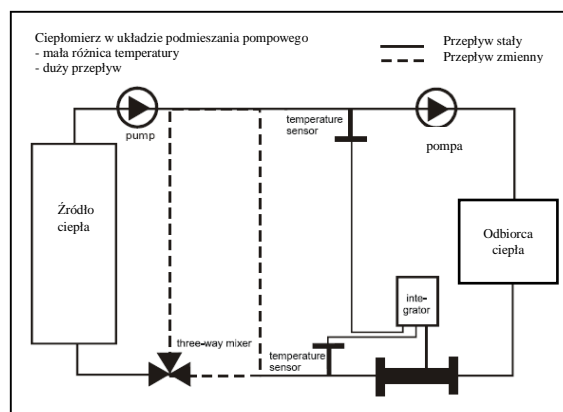 Ciepłomierz w układzie podmieszania pompowego
- mała różnica temperatury
- duży przepływ
Przepływ stały
Przepływ zmienny
pump
temperature
sensor
pompa
Źródło
ciepła
Odbiorca
ciepła
inte-
grator
three-way mixer
temperature
sensor